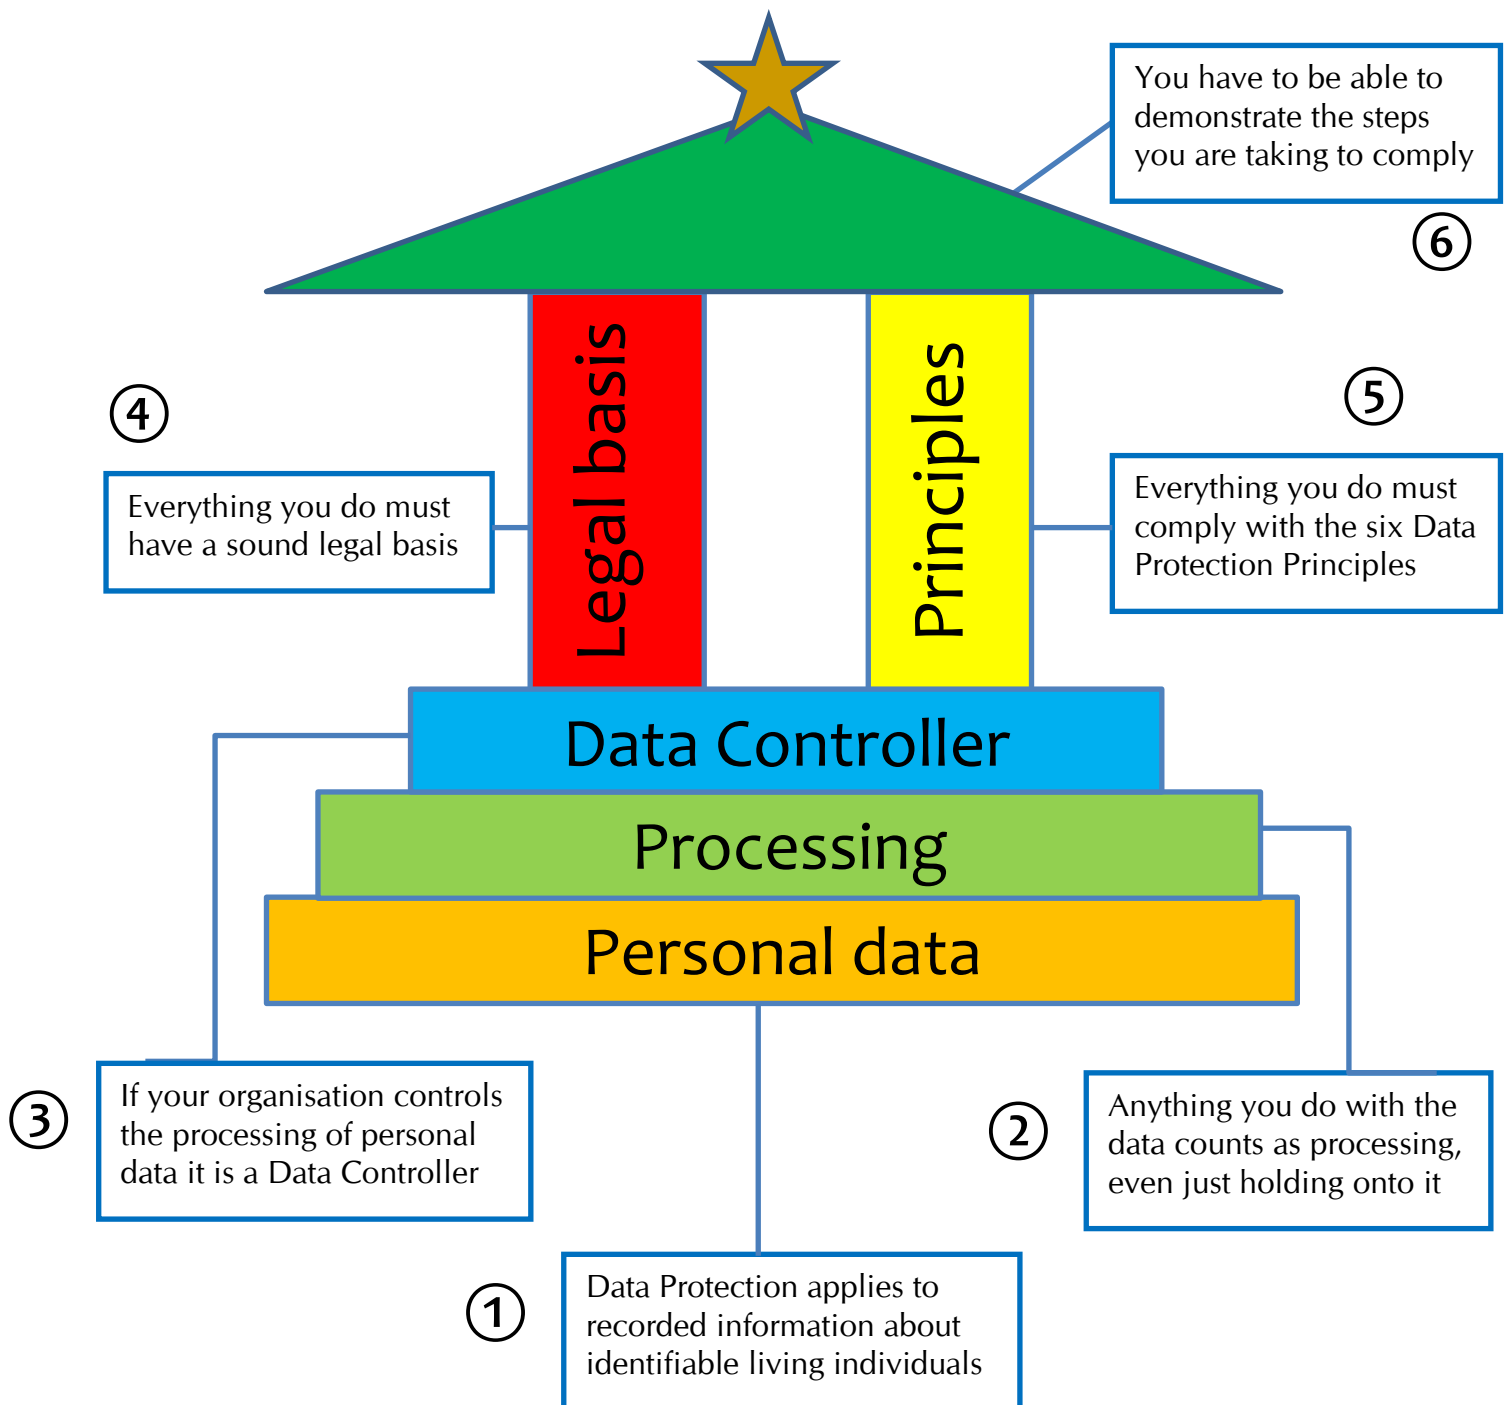 You have to be able to
demonstrate the steps
you are taking to comply
⑥
Legal basis
Principles
④
⑤
Everything you do must
have a sound legal basis
Everything you do must
comply with the six Data
Protection Principles
Data Controller
Processing
Personal data
③
If your organisation controls
the processing of personal
data it is a Data Controller
②
Anything you do with the
data counts as processing,
even just holding onto it
①
Data Protection applies to
recorded information about
identifiable living individuals